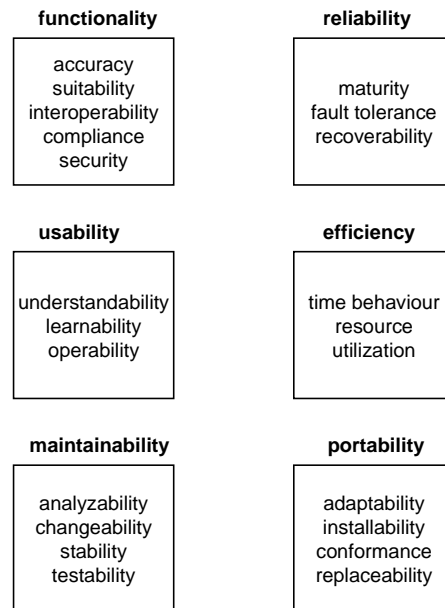 functionality
accuracy
suitability
interoperability
compliance
security
reliability
maturity
fault tolerance
recoverability
usability
understandability
learnability
operability
efficiency
time behaviour
resource
utilization
maintainability
analyzability
changeability
stability
testability
portability
adaptability
installability
conformance
replaceability